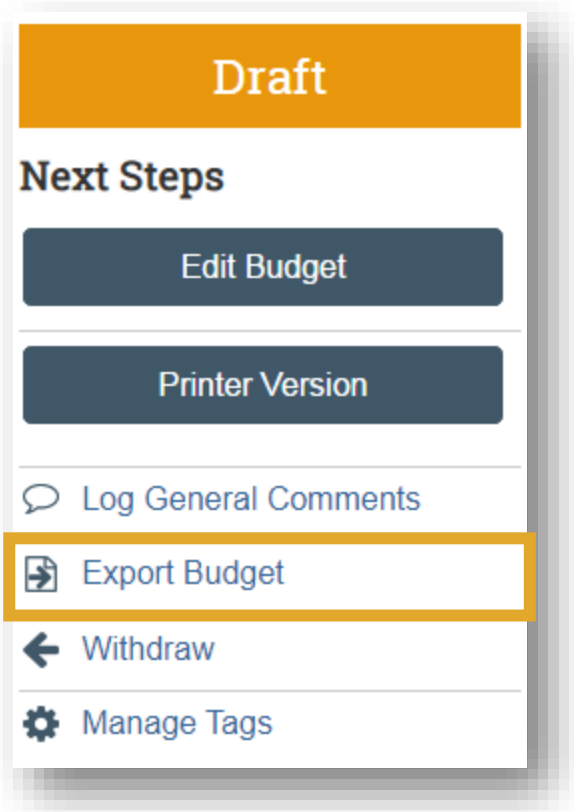 Draft
Next Steps
Edit Budget
Printer Version
Log General Comments
Export Budget
Withdraw
Manage Tags